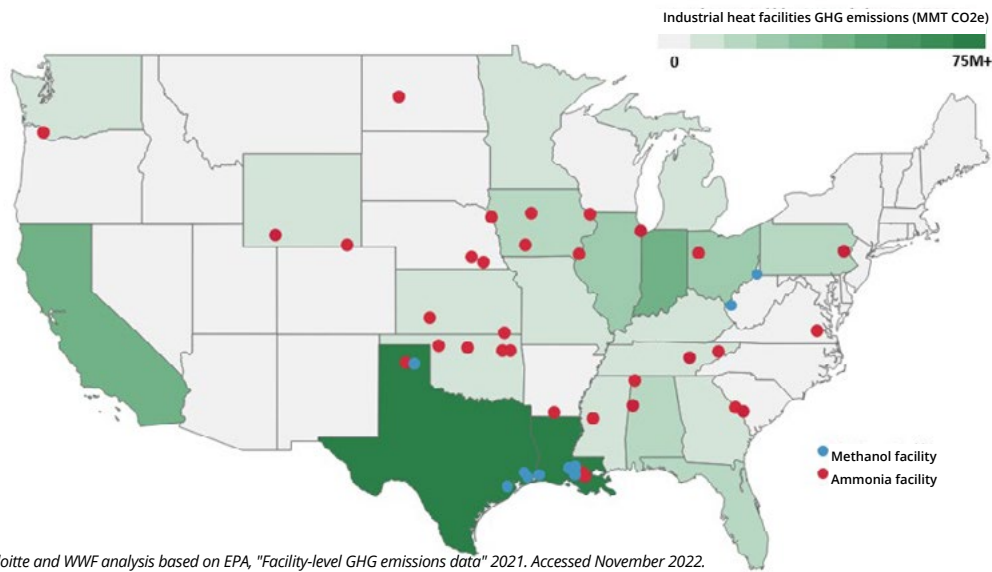 Industrial heat facilities GHG emissions (MMT CO2e)
0
75M+
Methanol facility
Ammonia facility
and WWF analysis based on EPA, "Facility-level GHG emissions data" 2021. Accessed November 2022.